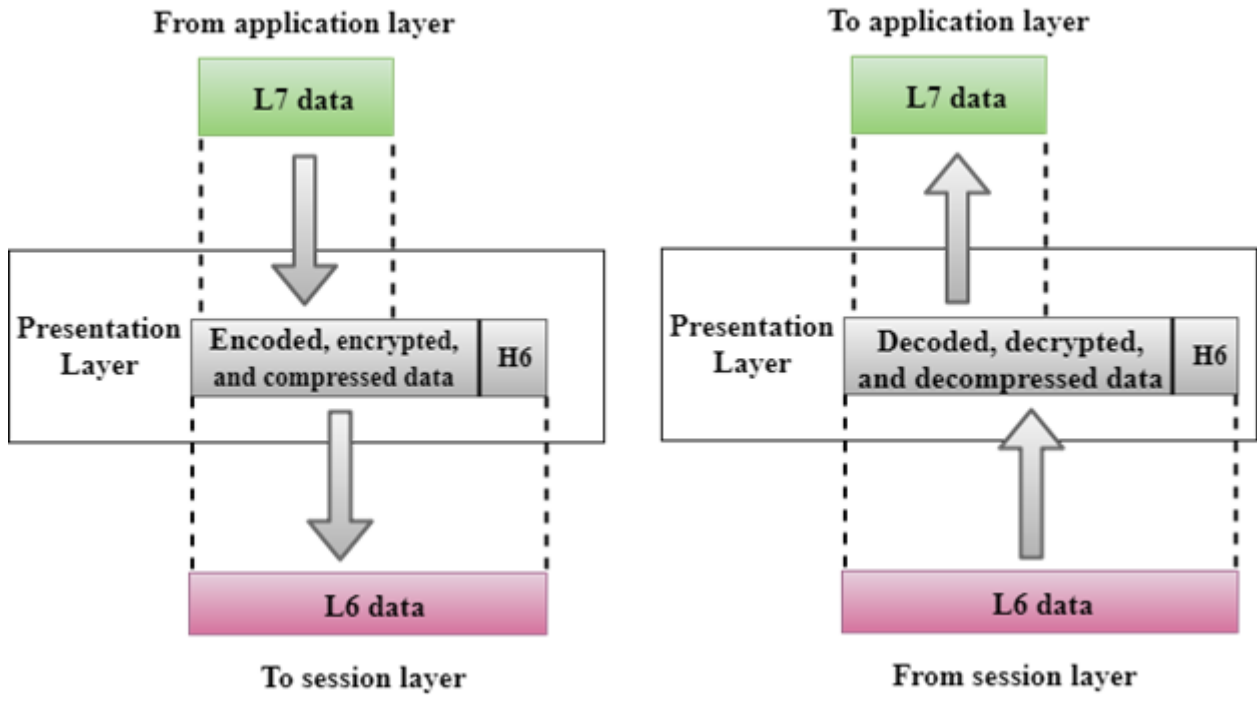 From application layer
L7 data
Presentation
Layer
Encoded, encrypted,
and compressed data
H6
L6 data
To session layer
To application layer
L7 data
Presentation
Layer
Decoded, decrypted,
and decompressed data
H6
L6 data
From session layer